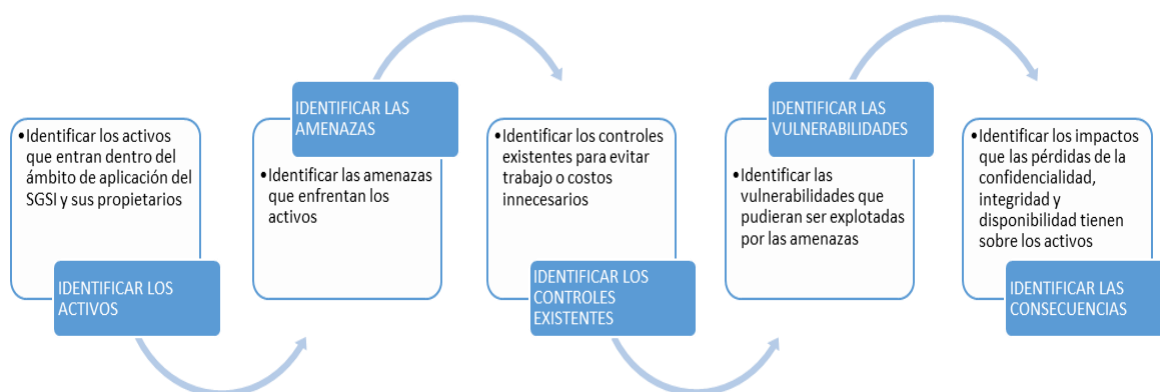 •Identificar los activos
que entran dentro del
ámbito de aplicación del
SGSI y sus propietarios
IDENTIFICAR LOS
ACTIVOS
IDENTIFICAR LAS
AMENAZAS
•Identificar las amenazas
que enfrentan los
activos
•Identificar los controles
existentes para evitar
trabajo o costos
innecesarios
IDENTIFICAR LOS
CONTROLES
EXISTENTES
IDENTIFICAR LAS
VULNERABILIDADES
•Identificar las
vulnerabilidades que
pudieran ser explotadas
por las amenazas
•Identificar los impactos
que las pérdidas de la
confidencialidad,
integridad y
disponibilidad tienen
sobre los activos
IDENTIFICAR LAS
CONSECUENCIAS